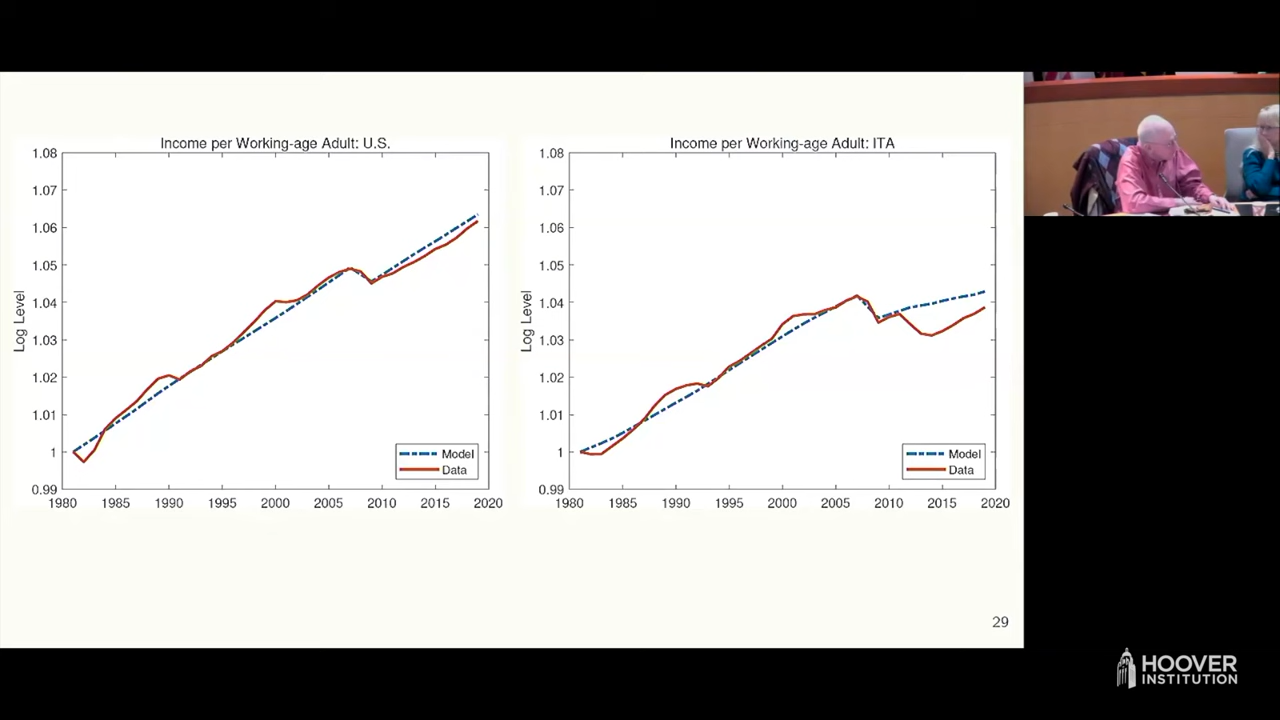 Income per Working-age Adult: U.S.
1.08
1.07
1.06
1.05
1.04
1.03
1.02
1.01
1
0.99
Log Level
1980 1985 1990 1995 2000 2005 2010 2015 2020
Model
Data
Income per Working-age Adult: ITA
1.08
1.07
1.06
1.05
1.04
1.03
1.02
1.01
1
0.99
Log Level
1980 1985 1990 1995 2000 2005 2010 2015 2020
Model
Data
29
HOOVER
INSTITUTION